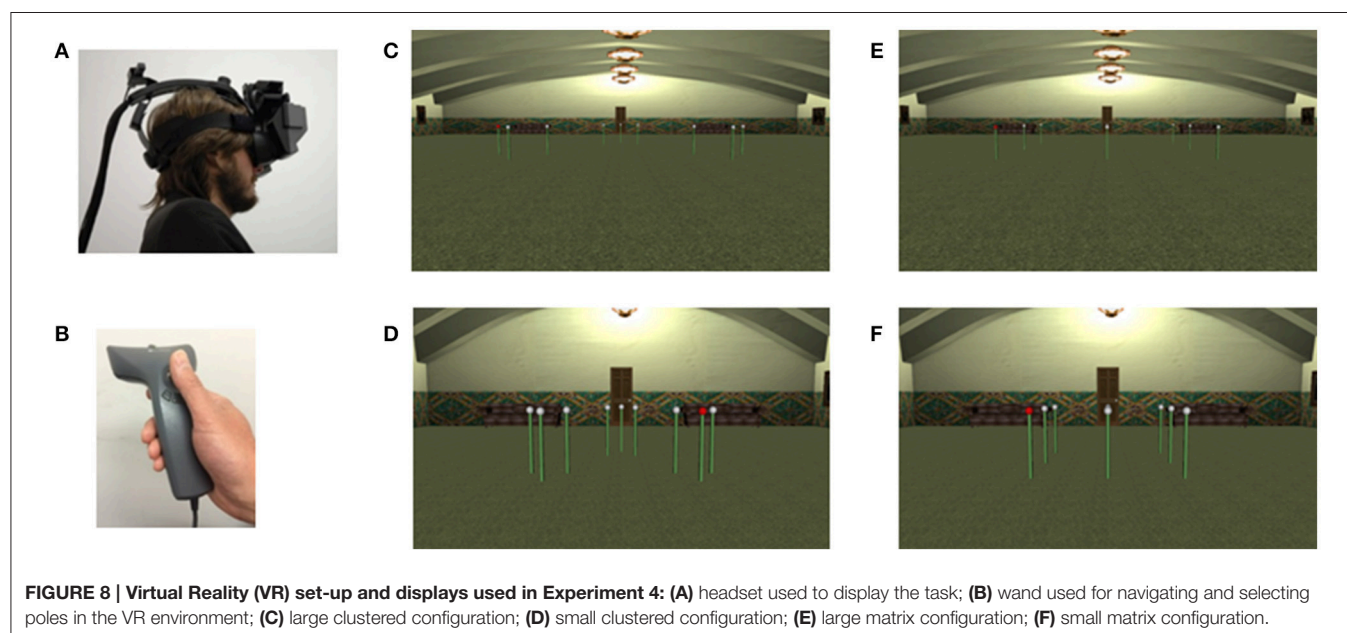 A
C
E
B
D
F
FIGURE 8 | Virtual Reality (VR) set-up and displays used in Experiment 4: (A) headset used to display the task; (B) wand used for navigating and selecting
poles in the VR environment; (C) large clustered configuration; (D) small clustered configuration; (E) large matrix configuration; (F) small matrix configuration.